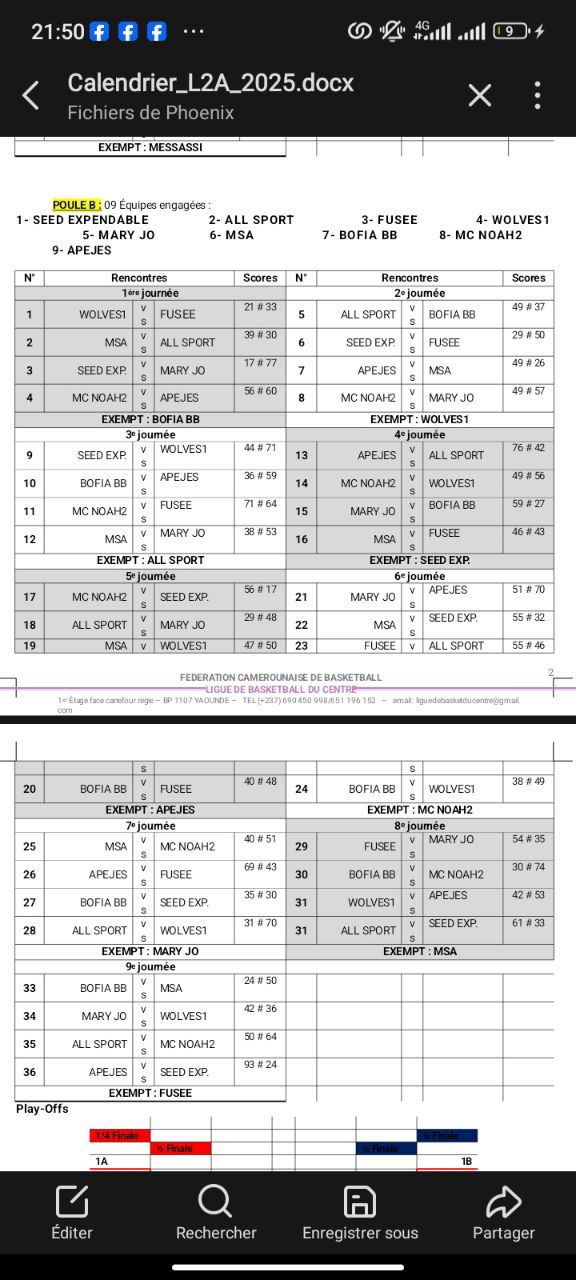 21:50 ...
4G 9
Calendrier_L2A_2025.docx
Fichiers de Phoenix
EXEMPT : MESSASSI
POULE B : 09 Équipes engagées :
1- SEED EXPENDABLE 2- ALL SPORT 3- FUSEE 4- WOLVES1
5- MARY JO 6- MSA 7- BOFIA BB 8- MC NOAH2
9- APEJES
N° Rencontres Scores N° Rencontres Scores
1ère journée 2e journée
1 WOLVES1 vs FUSEE 21 # 33 5 ALL SPORT vs BOFIA BB 49 # 37
2 MSA vs ALL SPORT 39 # 30 6 SEED EXP. vs FUSEE 29 # 50
3 SEED EXP. vs MARY JO 17 # 77 7 APEJES vs MSA 49 # 26
4 MC NOAH2 vs APEJES 56 # 60 8 MC NOAH2 vs MARY JO 49 # 57
EXEMPT : BOFIA BB EXEMPT : WOLVES1
3e journée 4e journée
9 SEED EXP. vs WOLVES1 44 # 71 13 APEJES vs ALL SPORT 76 # 42
10 BOFIA BB vs APEJES 36 # 59 14 MC NOAH2 vs WOLVES1 49 # 56
11 MC NOAH2 vs FUSEE 71 # 64 15 MARY JO vs BOFIA BB 59 # 27
12 MSA vs MARY JO 38 # 53 16 MSA vs FUSEE 46 # 43
EXEMPT : ALL SPORT EXEMPT : SEED EXP.
5e journée 6e journée
17 MC NOAH2 vs SEED EXP. 56 # 17 21 MARY JO vs APEJES 51 # 70
18 ALL SPORT vs MARY JO 29 # 48 22 MSA vs SEED EXP. 55 # 32
19 MSA v WOLVES1 47 # 50 23 FUSEE v ALL SPORT 55 # 46
2
FEDERATION CAMEROUNAISE DE BASKETBALL
LIGUE DE BASKETBALL DU CENTRE
1er Étage face carrefour régie – BP 1107 YAOUNDE – TEL (+237) 690 450 998/651 196 152 – email : liguedebasketducentre@gmail.
com
s s
20 BOFIA BB vs FUSEE 40 # 48 24 BOFIA BB vs WOLVES1 38 # 49
EXEMPT : APEJES EXEMPT : MC NOAH2
7e journée 8e journée
25 MSA vs MC NOAH2 40 # 51 29 FUSEE vs MARY JO 54 # 35
26 APEJES vs FUSEE 69 # 43 30 BOFIA BB vs MC NOAH2 30 # 74
27 BOFIA BB vs SEED EXP. 35 # 30 31 WOLVES1 vs APEJES 42 # 53
28 ALL SPORT vs WOLVES1 31 # 70 31 ALL SPORT vs SEED EXP. 61 # 33
EXEMPT : MARY JO EXEMPT : MSA
9e journée
33 BOFIA BB vs MSA 24 # 50
34 MARY JO vs WOLVES1 42 # 36
35 ALL SPORT vs MC NOAH2 50 # 64
36 APEJES vs SEED EXP. 93 # 24
EXEMPT : FUSEE
Play-Offs
1/4 Finale Finale
½ Finale ½ Finale
1A 1B
Éditer Rechercher Enregistrer sous Partager